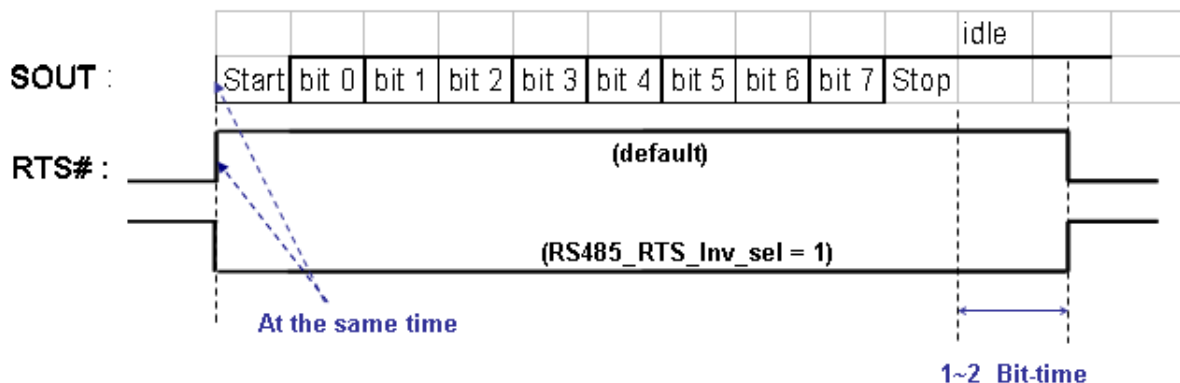 idle
SOUT : Start bit 0 bit 1 bit 2 bit 3 bit 4 bit 5 bit 6 bit 7 Stop
RTS# : (default)
(RS485_RTS_Inv_sel = 1)
At the same time
1~2 Bit-time